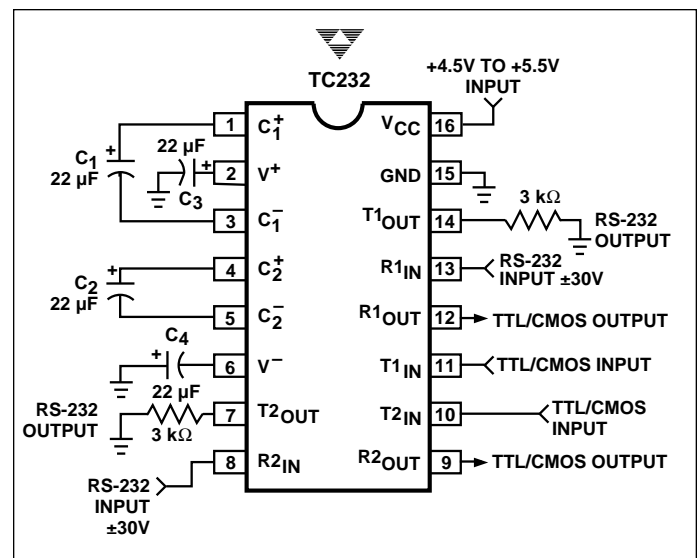 TC232
+4.5V TO +5.5V
INPUT
1 C1+
VCC 16
C1
22 µF
+
22 µF
+
C3
2 V+
GND 15
3 C1–
T1OUT 14
3 kΩ
RS-232
OUTPUT
4 C2+
R1IN 13
RS-232
INPUT ±30V
C2
22 µF
+
5 C2–
R1OUT 12
TTL/CMOS OUTPUT
C4
+
22 µF
6 V–
T1IN 11
TTL/CMOS INPUT
RS-232
OUTPUT
3 kΩ
7 T2OUT
T2IN 10
TTL/CMOS
INPUT
8 R2IN
R2OUT 9
TTL/CMOS OUTPUT
RS-232
INPUT
±30V